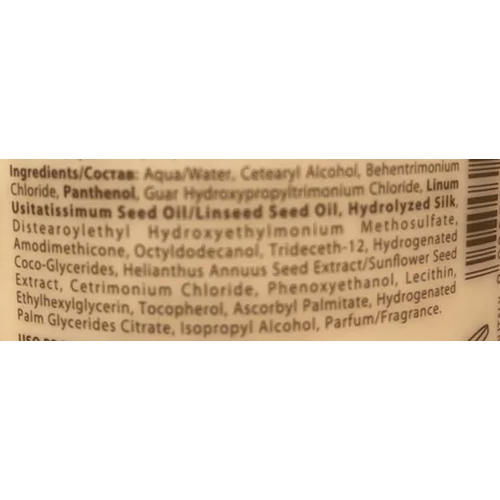 Ingredients/Состав: Aqua/Water, Cetearyl Alcohol, Behentrimonium
Chloride, Panthenol, Guar Hydroxypropyltrimonium Chloride, Linum
Usitatissimum Seed Oil/Linseed Seed Oil, Hydrolyzed Silk,
Distearoylethyl Hydroxyethylmonium Methosulfate,
Amodimethicone, Octyldodecanol, Trideceth-12, Hydrogenated
Coco-Glycerides, Helianthus Annuus Seed Extract/Sunflower Seed
Extract, Cetrimonium Chloride, Phenoxyethanol, Lecithin,
Ethylhexylglycerin, Tocopherol, Ascorbyl Palmitate, Hydrogenated
Palm Glycerides Citrate, Isopropyl Alcohol, Parfum/Fragrance.